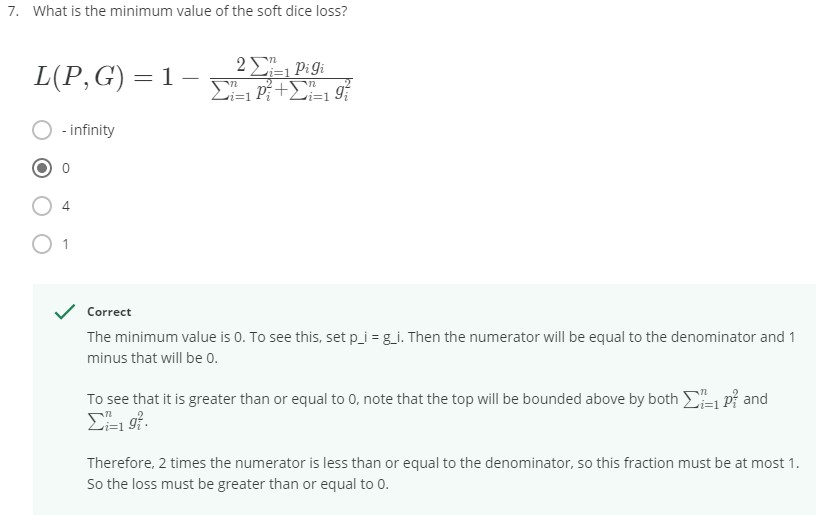 7. What is the minimum value of the soft dice loss?
L(P, G) = 1 − \frac{2 \sum_{i=1}^{n} p_i g_i}{\sum_{i=1}^{n} p_i^2 + \sum_{i=1}^{n} g_i^2}
- infinity
0
4
1
Correct
The minimum value is 0. To see this, set p_i = g_i. Then the numerator will be equal to the denominator and 1
minus that will be 0.
To see that it is greater than or equal to 0, note that the top will be bounded above by both \sum_{i=1}^{n} p_i^2 and
\sum_{i=1}^{n} g_i^2.
Therefore, 2 times the numerator is less than or equal to the denominator, so this fraction must be at most 1.
So the loss must be greater than or equal to 0.